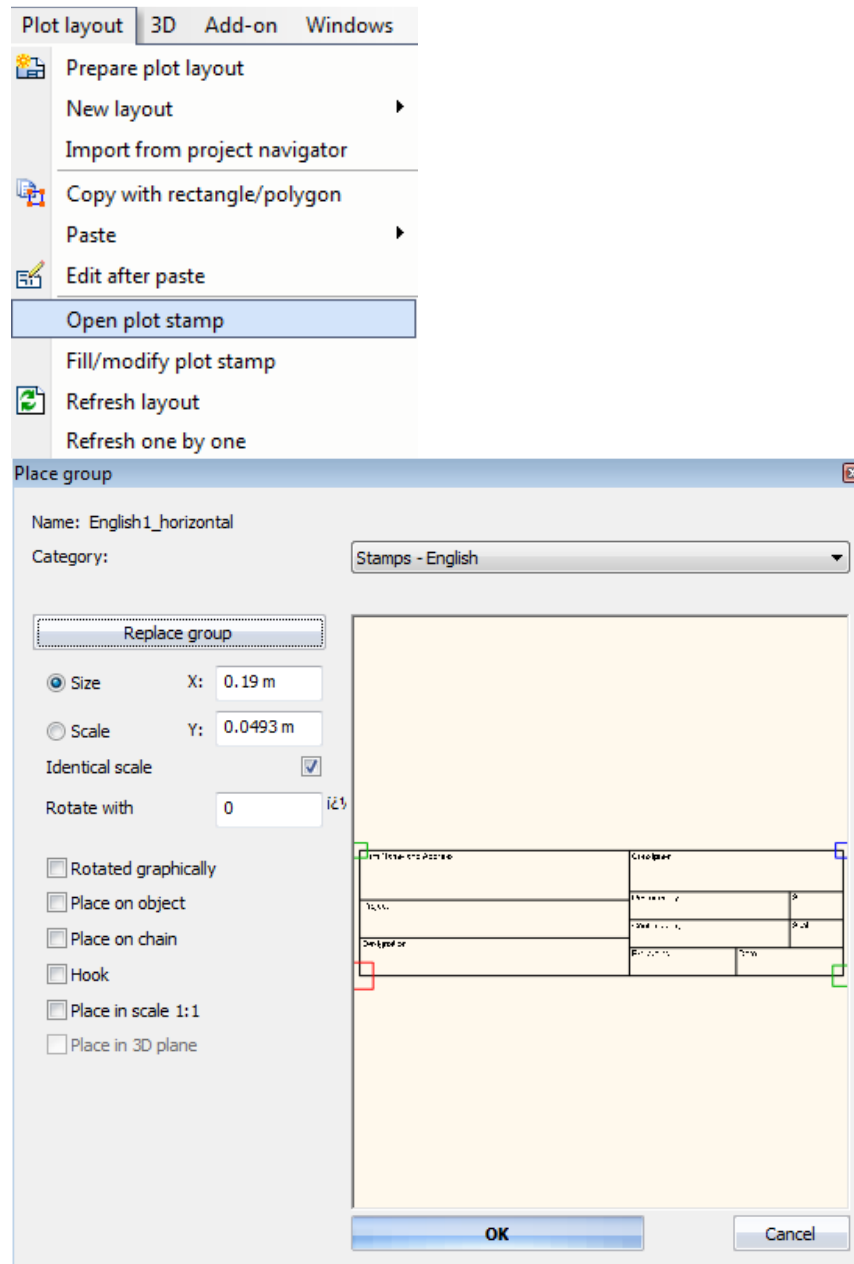 Plot layout 3D Add-on Windows
Prepare plot layout
New layout
Import from project navigator
Copy with rectangle/polygon
Paste
Edit after paste
Open plot stamp
Fill/modify plot stamp
Refresh layout
Refresh one by one
Place group
Name: English1_horizontal
Category: Stamps - English
Replace group
Size X: 0.19 m
Scale Y: 0.0493 m
Identical scale
Rotate with 0 ï¿½
Rotated graphically
Place on object
Place on chain
Hook
Place in scale 1:1
Place in 3D plane
OK Cancel